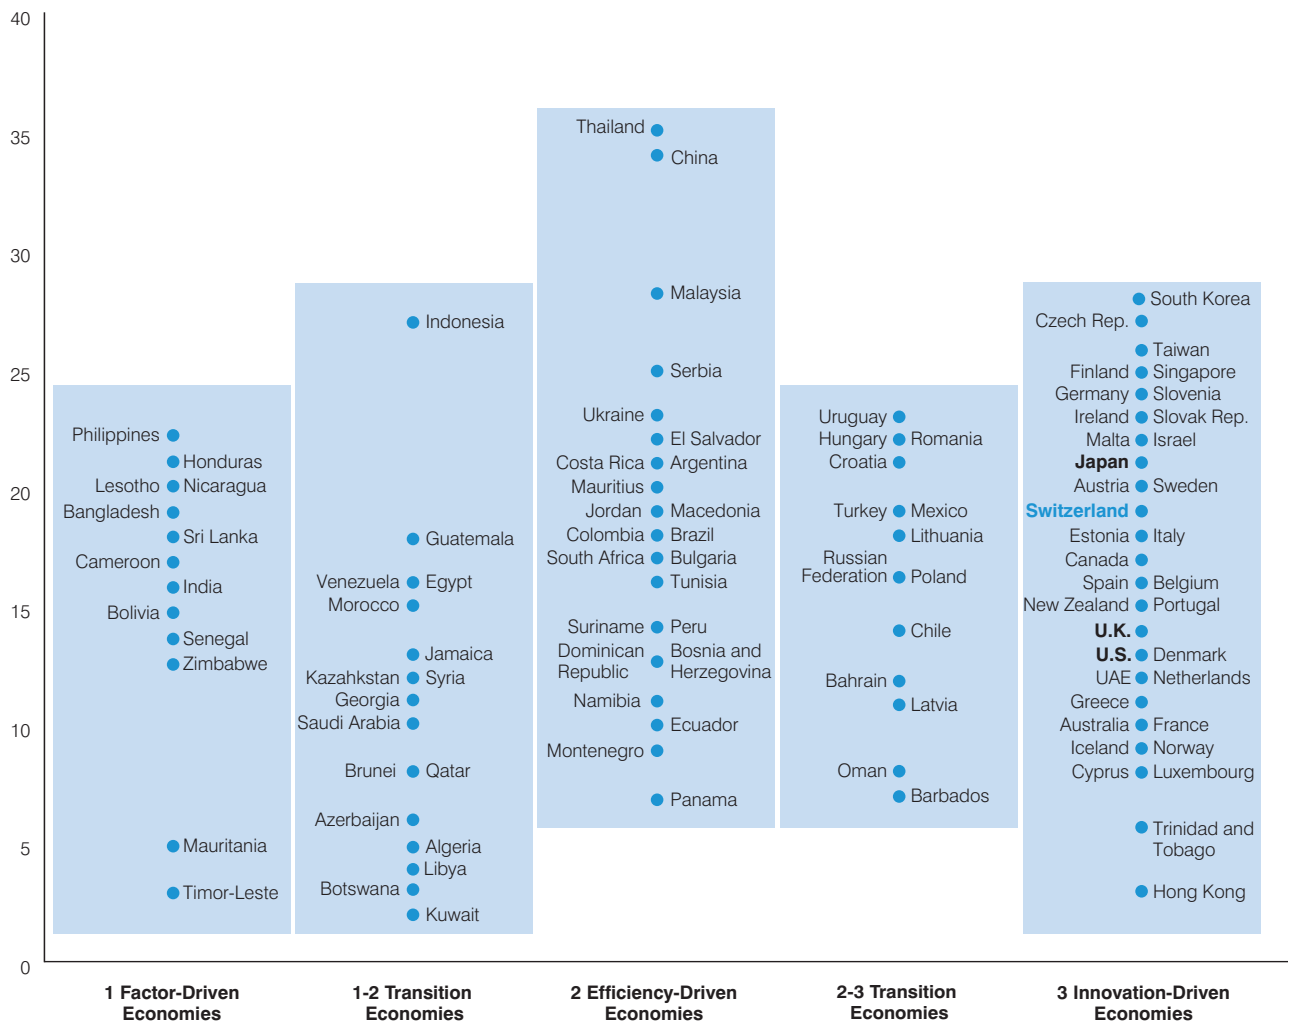 40
35
30
25
20
15
10
5
0
Philippines
Honduras
Lesotho Nicaragua
Bangladesh
Sri Lanka
Cameroon
India
Bolivia
Senegal
Zimbabwe
Mauritania
Timor-Leste
1 Factor-Driven
Economies
Indonesia
Guatemala
Venezuela Egypt
Morocco
Jamaica
Kazahkstan Syria
Georgia
Saudi Arabia
Brunei Qatar
Azerbaijan
Algeria
Libya
Botswana
Kuwait
1-2 Transition
Economies
Thailand
China
Malaysia
Serbia
Ukraine
El Salvador
Costa Rica Argentina
Mauritius
Jordan Macedonia
Colombia Brazil
South Africa Bulgaria
Tunisia
Suriname Peru
Dominican
Republic
Bosnia and
Herzegovina
Namibia
Ecuador
Montenegro
Panama
2 Efficiency-Driven
Economies
Uruguay
Hungary Romania
Croatia
Turkey Mexico
Lithuania
Russian
Federation Poland
Chile
Bahrain
Latvia
Oman
Barbados
2-3 Transition
Economies
South Korea
Czech Rep.
Taiwan
Finland Singapore
Germany Slovenia
Ireland Slovak Rep.
Malta Israel
Japan
Austria Sweden
Switzerland
Estonia Italy
Canada
Spain Belgium
New Zealand Portugal
U.K.
U.S. Denmark
UAE Netherlands
Greece
Australia France
Iceland Norway
Cyprus Luxembourg
Trinidad and
Tobago
Hong Kong
3 Innovation-Driven
Economies